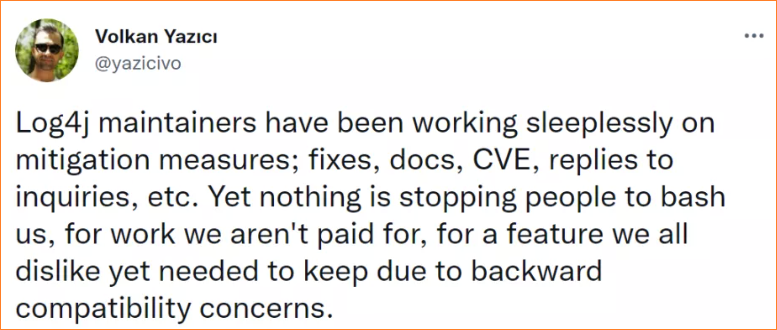 Volkan Yazıcı
@yazicivo
Log4j maintainers have been working sleeplessly on
mitigation measures; fixes, docs, CVE, replies to
inquiries, etc. Yet nothing is stopping people to bash
us, for work we aren't paid for, for a feature we all
dislike yet needed to keep due to backward
compatibility concerns.